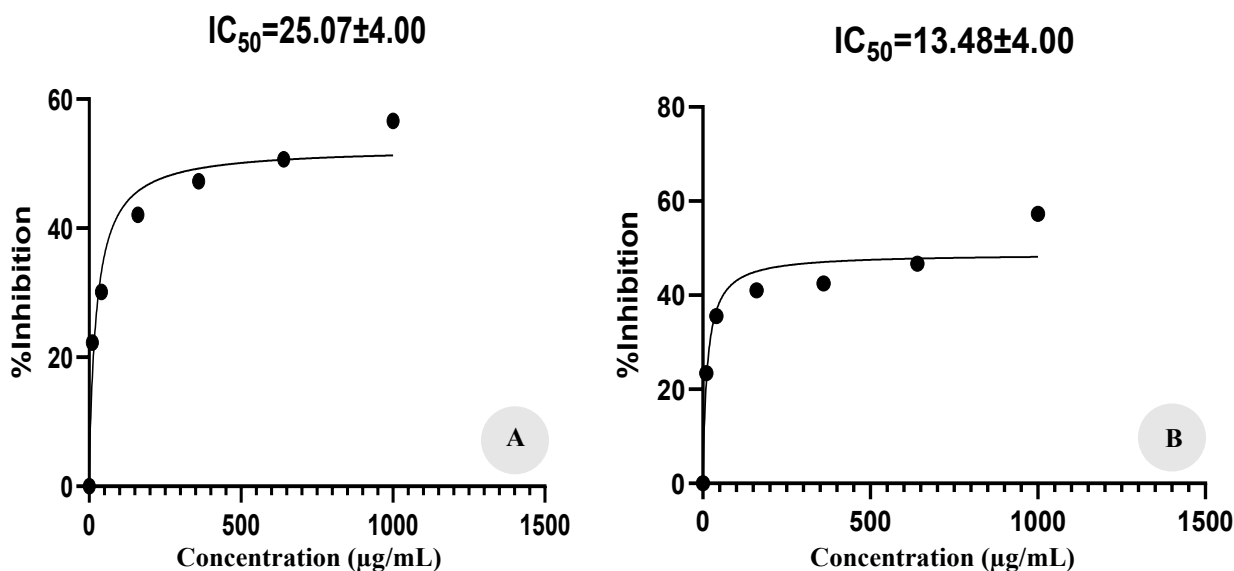 IC50=25.07±4.00
60
40
20
0
%Inhibition
0 500 1000 1500
Concentration (µg/mL)
A
IC50=13.48±4.00
80
60
40
20
0
%Inhibition
0 500 1000 1500
Concentration (µg/mL)
B